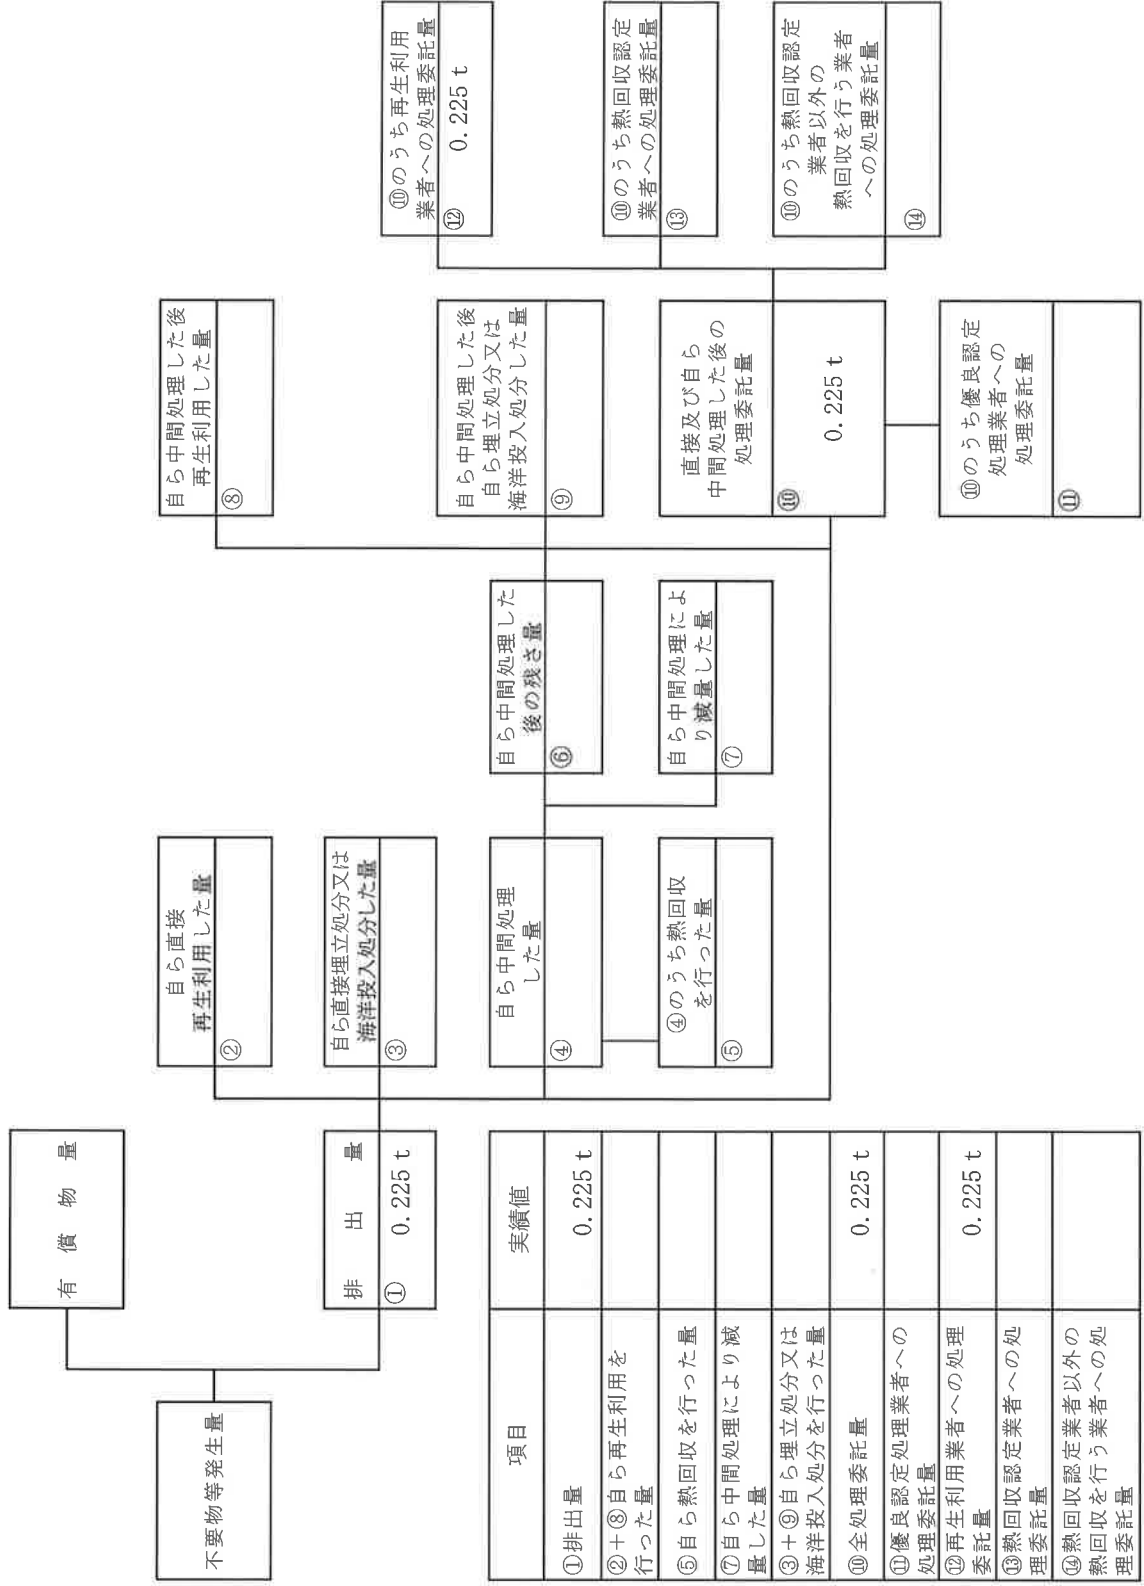 不要物等発生量
有償物量
排出量
① 0.225 t
自ら直接
再生利用した量
②
自ら直接埋立処分又は
海洋投入処分した量
③
自ら中間処理
した量
④
④のうち熱回収
を行った量
⑤
自ら中間処理した
後の残さ量
⑥
自ら中間処理によ
り減量した量
⑦
自ら中間処理した後
再生利用した量
⑧
自ら中間処理した後
自ら埋立処分又は
海洋投入処分した量
⑨
直接及び自ら
中間処理した後の
処理委託量
⑩
0.225 t
⑩のうち優良認定
処理業者への
処理委託量
⑪
⑩のうち再生利用
業者への処理委託量
⑫
0.225 t
⑩のうち熱回収認定
業者への処理委託量
⑬
⑩のうち熱回収認定
業者以外の
熱回収を行う業者
への処理委託量
⑭
項目 実績値
①排出量 0.225 t
②+⑧自ら再生利用を
行った量
⑤自ら熱回収を行った量
⑦自ら中間処理により減
量した量
③+⑨自ら埋立処分又は
海洋投入処分を行った量
⑩全処理委託量 0.225 t
⑪優良認定処理業者への
処理委託量
⑫再生利用業者への処理
委託量 0.225 t
⑬熱回収認定業者への処
理委託量
⑭熱回収認定業者以外の
熱回収を行う業者への処
理委託量